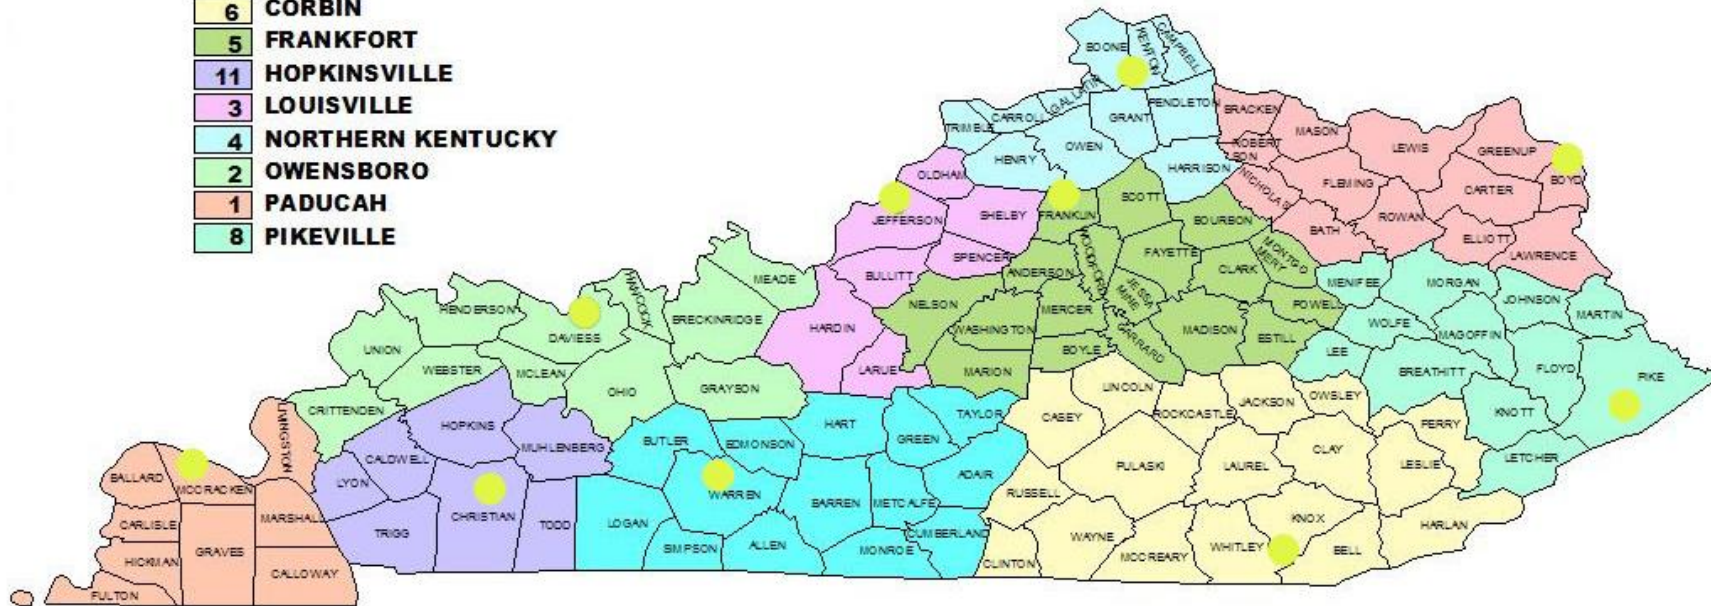 6 CORBIN
5 FRANKFORT
11 HOPKINSVILLE
3 LOUISVILLE
4 NORTHERN KENTUCKY
2 OWENSBORO
1 PADUCAH
8 PIKEVILLE
BOONE
KENTON
CAMPBELL
GALLATIN
CARROLL
TRIMBLE
GRANT
PENDLETON
OWEN
HENRY
HARRISON
BRACKEN
MASON
ROBERT
SON
LEWIS
GREENUP
BOYD
CARTER
FLEMING
NICHOLAS
ROWAN
BATH
ELLIOTT
LAWRENCE
OLDHAM
JEFFERSON
SHELBY
SPENCER
BULLITT
HARDIN
LARUE
FRANKLIN
SCOTT
BOURBON
WOODFORD
FAYETTE
MONTGO
MERY
CLARK
ANDERSON
JESSA
MINE
NELSON
MERCER
WASHINGTON
GARRARD
MADISON
POWELL
ESTILL
BOYLE
MARION
MENIFEE
MORGAN
JOHNSON
MARTIN
WOLFE
MAGOFFIN
LEE
BREATHITT
FLOYD
PIKE
KNOTT
LETCHER
MEADE
HANCOCK
BRECKINRIDGE
HENDERSON
DAVIESS
UNION
WEBSTER
MCLEAN
OHIO
GRAYSON
CRITTENDEN
HOPKINS
MUHLENBERG
CALDWELL
LYON
CHRISTIAN
TRIGG
TODD
LIVINGSTON
BALLARD
MCCRACKEN
CARLISLE
MARSHALL
HICKMAN
GRAVES
CALLOWAY
FULTON
BUTLER
EDMONSON
HART
GREEN
TAYLOR
WARREN
ADAIR
BARREN
METCALFE
LOGAN
SIMPSON
ALLEN
MONROE
CUMBERLAND
LINCOLN
CASEY
ROCKCASTLE
JACKSON
OWSLEY
PERRY
PULASKI
LAUREL
CLAY
LESLIE
RUSSELL
KNOX
HARLAN
WAYNE
MCCREARY
WHITLEY
BELL
CLINTON